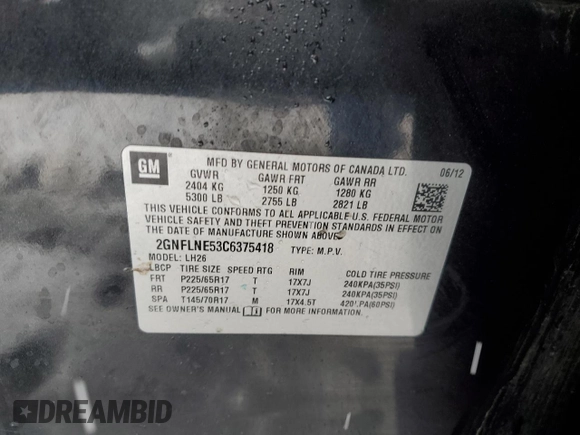 GM
MFD BY GENERAL MOTORS OF CANADA LTD. 06/12
GVWR GAWR FRT GAWR RR
2404 KG 1250 KG 1280 KG
5300 LB 2755 LB 2821 LB
THIS VEHICLE CONFORMS TO ALL APPLICABLE U.S. FEDERAL MOTOR
VEHICLE SAFETY AND THEFT PREVENTION STANDARDS IN EFFECT ON
THE DATE OF MANUFACTURE SHOWN ABOVE.
2GNFLNE53C6375418 TYPE: M.P.V.
MODEL: LH26
LBCP TIRE SIZE SPEED RTG RIM COLD TIRE PRESSURE
FRT P225/65R17 T 17X7J 240KPA(35PSI)
RR P225/65R17 T 17X7J 240KPA(35PSI)
SPA T145/70R17 M 17X4.5T 420KPA(60PSI)
SEE OWNER'S MANUAL FOR MORE INFORMATION.
DREAMBID